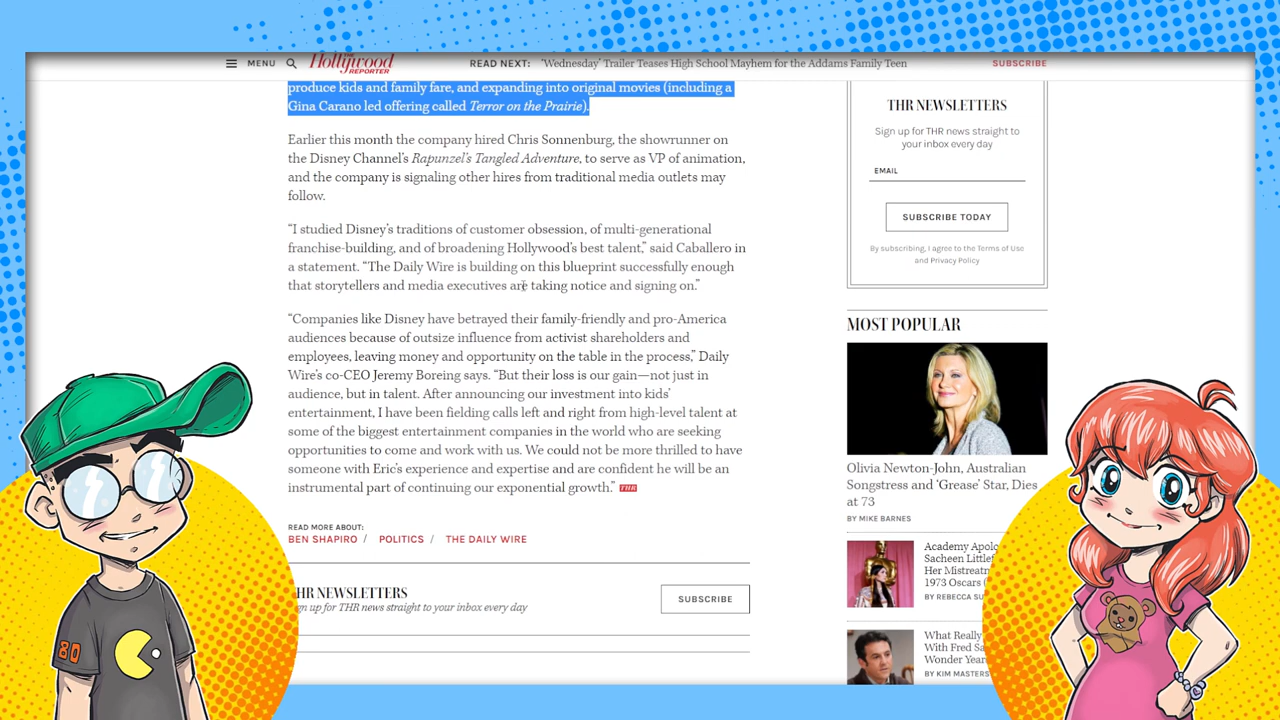 MENU
THE
Hollywood
REPORTER
READ NEXT: 'Wednesday' Trailer Teases High School Mayhem for the Addams Family Teen
SUBSCRIBE
produce kids and family fare, and expanding into original movies (including a
Gina Carano led offering called Terror on the Prairie).
Earlier this month the company hired Chris Sonnenburg, the showrunner on
the Disney Channel's Rapunzel's Tangled Adventure, to serve as VP of animation,
and the company is signaling other hires from traditional media outlets may
follow.
“I studied Disney's traditions of customer obsession, of multi-generational
franchise-building, and of broadening Hollywood's best talent,” said Caballero in
a statement. “The Daily Wire is building on this blueprint successfully enough
that storytellers and media executives are taking notice and signing on.”
“Companies like Disney have betrayed their family-friendly and pro-America
audiences because of outsize influence from activist shareholders and
employees, leaving money and opportunity on the table in the process,” Daily
Wire's co-CEO Jeremy Boreing says. “But their loss is our gain—not just in
audience, but in talent. After announcing our investment into kids'
entertainment, I have been fielding calls left and right from high-level talent at
some of the biggest entertainment companies in the world who are seeking
opportunities to come and work with us. We could not be more thrilled to have
someone with Eric's experience and expertise and are confident he will be an
instrumental part of continuing our exponential growth.” THR
READ MORE ABOUT:
BEN SHAPIRO / POLITICS / THE DAILY WIRE
HR NEWSLETTERS
gn up for THR news straight to your inbox every day
SUBSCRIBE
THR NEWSLETTERS
Sign up for THR news straight to
your inbox every day
EMAIL
SUBSCRIBE TODAY
By subscribing, I agree to the Terms of Use
and Privacy Policy
MOST POPULAR
Olivia Newton-John, Australian
Songstress and 'Grease' Star, Dies
at 73
BY MIKE BARNES
Academy Apolo
Sacheen Littlef
Her Mistreatm
1973 Oscars (
BY REBECCA SU
What Really
With Fred Sa
Wonder Year
BY KIM MASTERS
80